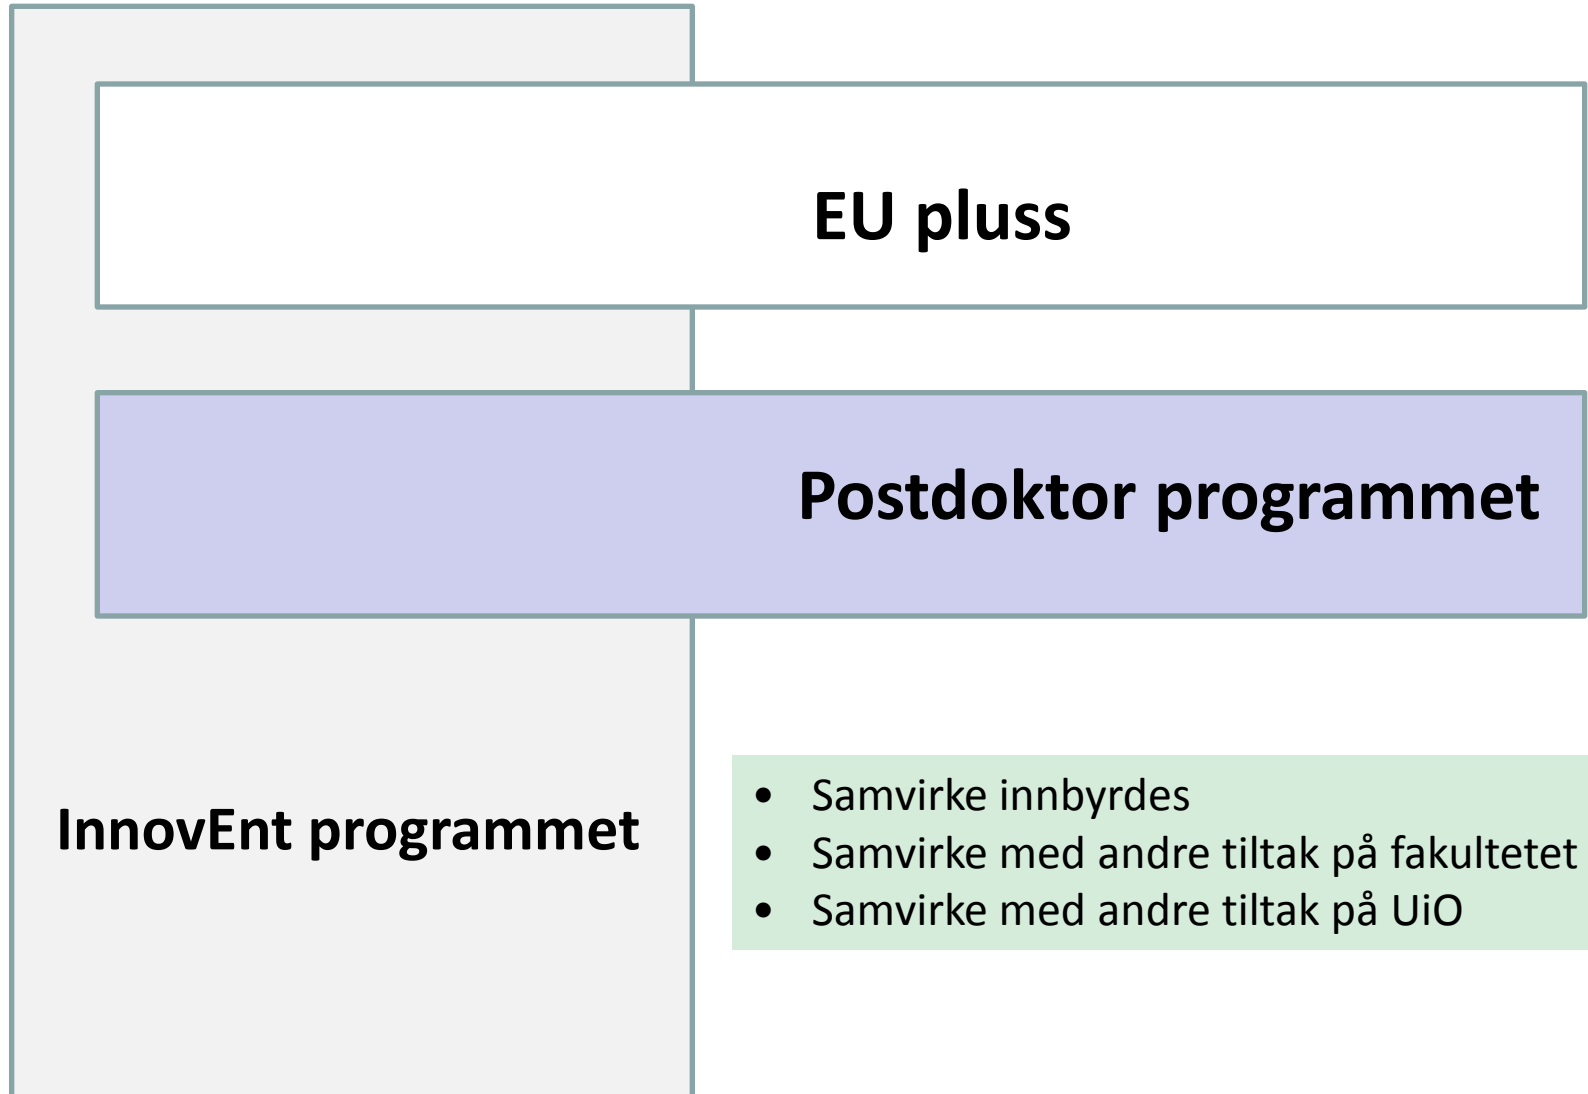 EU pluss
Postdoktor programmet
InnovEnt programmet
• Samvirke innbyrdes
• Samvirke med andre tiltak på fakultetet
• Samvirke med andre tiltak på UiO